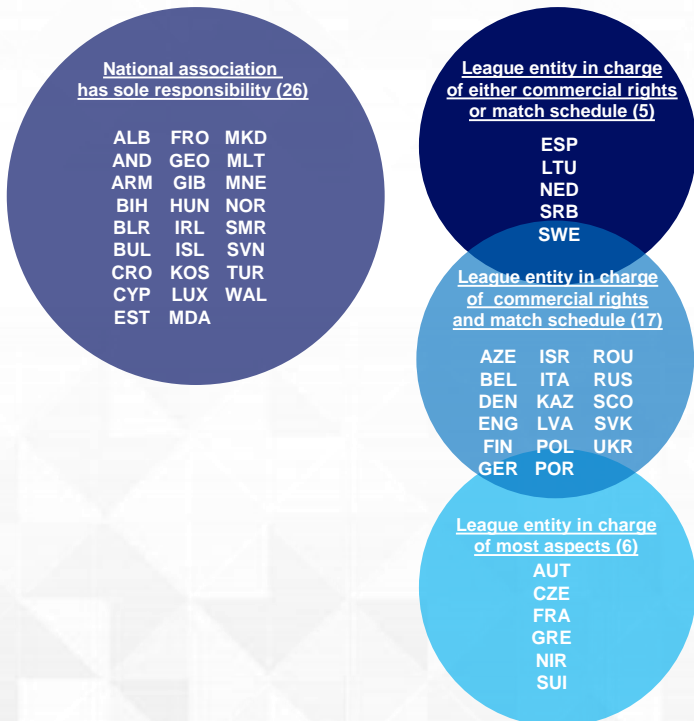 National association
has sole responsibility (26)
ALB FRO MKD
AND GEO MLT
ARM GIB MNE
BIH HUN NOR
BLR IRL SMR
BUL ISL SVN
CRO KOS TUR
CYP LUX WAL
EST MDA
League entity in charge
of either commercial rights
or match schedule (5)
ESP
LTU
NED
SRB
SWE
League entity in charge
of commercial rights
and match schedule (17)
AZE ISR ROU
BEL ITA RUS
DEN KAZ SCO
ENG LVA SVK
FIN POL UKR
GER POR
League entity in charge
of most aspects (6)
AUT
CZE
FRA
GRE
NIR
SUI